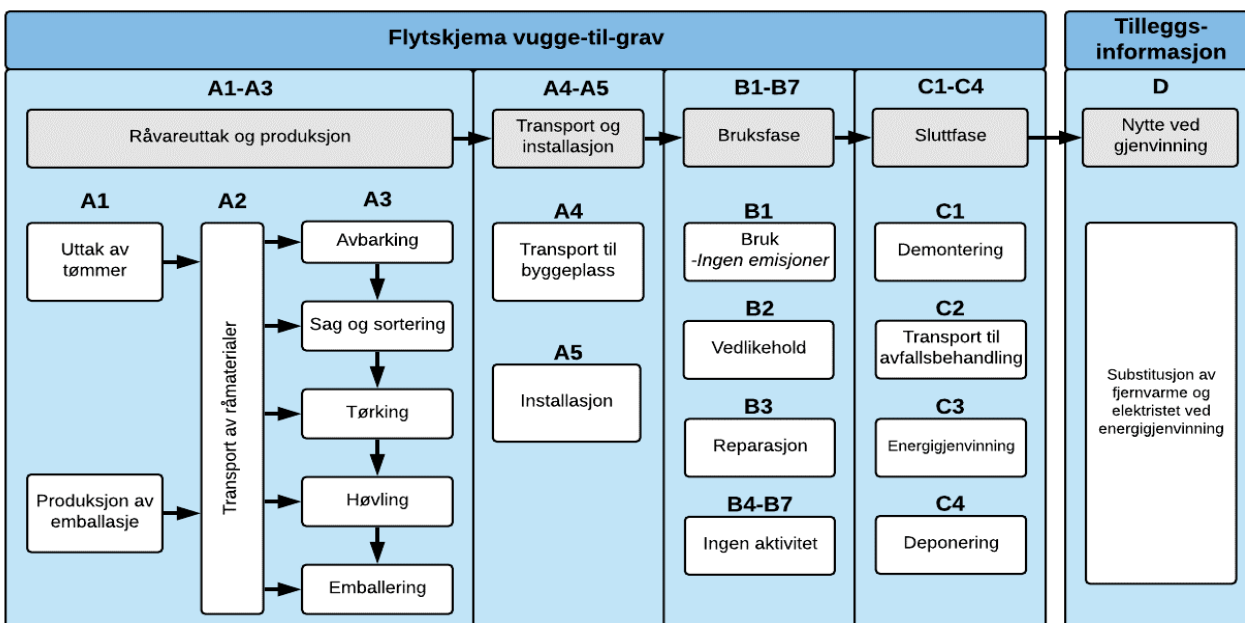 Flytskjema vugge-til-grav
Tilleggs-
informasjon
A1-A3
A4-A5
B1-B7
C1-C4
D
Råvareuttak og produksjon
Transport og
installasjon
Bruksfase
Sluttfase
Nytte ved
gjenvinning
A1
Uttak av
tømmer
Produksjon av
emballasje
A2
Transport av råmaterialer
A3
Avbarking
Sag og sortering
Tørking
Høvling
Emballering
A4
Transport til
byggeplass
A5
Installasjon
B1
Bruk
-Ingen emisjoner
B2
Vedlikehold
B3
Reparasjon
B4-B7
Ingen aktivitet
C1
Demontering
C2
Transport til
avfallsbehandling
C3
Energigjenvinning
C4
Deponering
Substitusjon av
fjernvarme og
elektristet ved
energigjenvinning